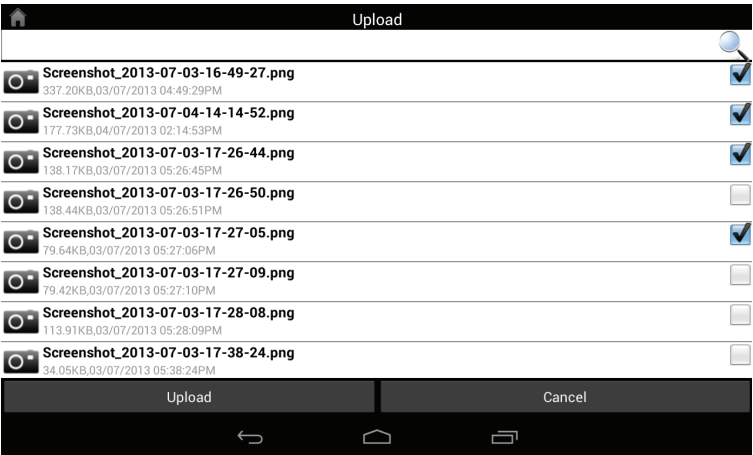 Upload
Screenshot_2013-07-03-16-49-27.png
337.20KB,03/07/2013 04:49:29PM
Screenshot_2013-07-04-14-14-52.png
177.73KB,04/07/2013 02:14:53PM
Screenshot_2013-07-03-17-26-44.png
138.17KB,03/07/2013 05:26:45PM
Screenshot_2013-07-03-17-26-50.png
138.44KB,03/07/2013 05:26:51PM
Screenshot_2013-07-03-17-27-05.png
79.64KB,03/07/2013 05:27:06PM
Screenshot_2013-07-03-17-27-09.png
79.42KB,03/07/2013 05:27:10PM
Screenshot_2013-07-03-17-28-08.png
113.91KB,03/07/2013 05:28:09PM
Screenshot_2013-07-03-17-38-24.png
34.05KB,03/07/2013 05:38:24PM
Upload
Cancel